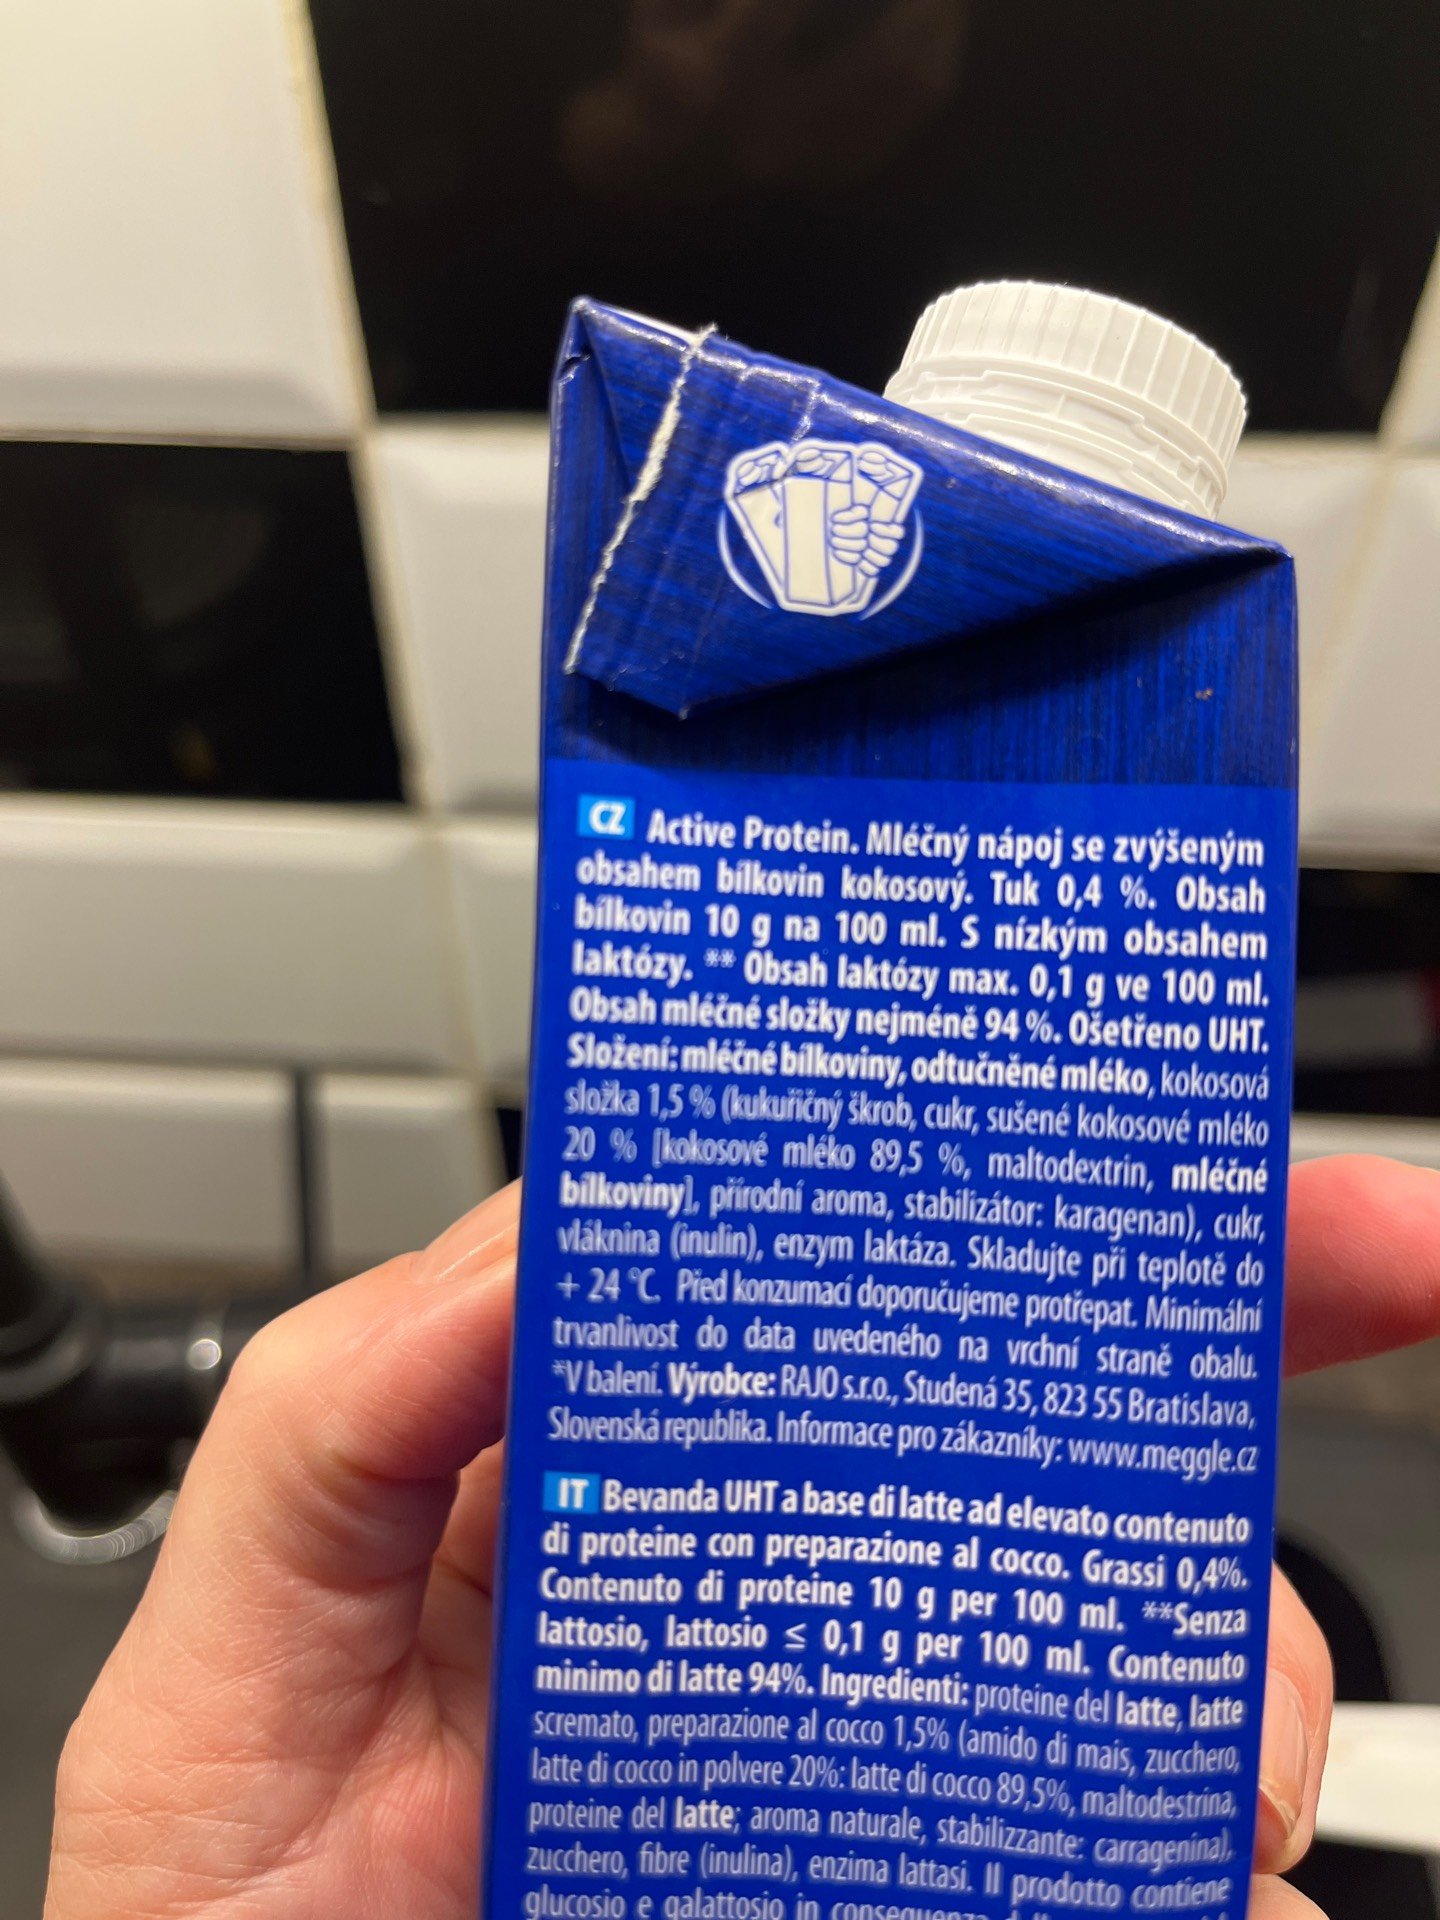 CZ Active Protein. Mléčný nápoj se zvýšeným
obsahem bílkovin kokosový. Tuk 0,4 %. Obsah
bílkovin 10 g na 100 ml. S nízkým obsahem
laktózy. ** Obsah laktózy max. 0,1 g ve 100 ml.
Obsah mléčné složky nejméně 94 %. Ošetřeno UHT.
Složení: mléčné bílkoviny, odtučněné mléko, kokosová
složka 1,5 % (kukuřičný škrob, cukr, sušené kokosové mléko
20 % [kokosové mléko 89,5 %, maltodextrin, mléčné
bílkoviny], přírodní aroma, stabilizátor: karagenan), cukr,
vláknina (inulin), enzym laktáza. Skladujte při teplotě do
+ 24 °C. Před konzumací doporučujeme protřepat. Minimální
trvanlivost do data uvedeného na vrchní straně obalu.
*V balení. Výrobce: RAJO s.r.o., Studená 35, 823 55 Bratislava,
Slovenská republika. Informace pro zákazníky: www.meggle.cz
IT Bevanda UHT a base di latte ad elevato contenuto
di proteine con preparazione al cocco. Grassi 0,4%.
Contenuto di proteine 10 g per 100 ml. **Senza
lattosio, lattosio ≤ 0,1 g per 100 ml. Contenuto
minimo di latte 94%. Ingredienti: proteine del latte, latte
scremato, preparazione al cocco 1,5% (amido di mais, zucchero,
latte di cocco in polvere 20%: latte di cocco 89,5%, maltodestrina,
proteine del latte; aroma naturale, stabilizzante: carragenina),
zucchero, fibre (inulina), enzima lattasi. Il prodotto contiene
glucosio e galattosio in